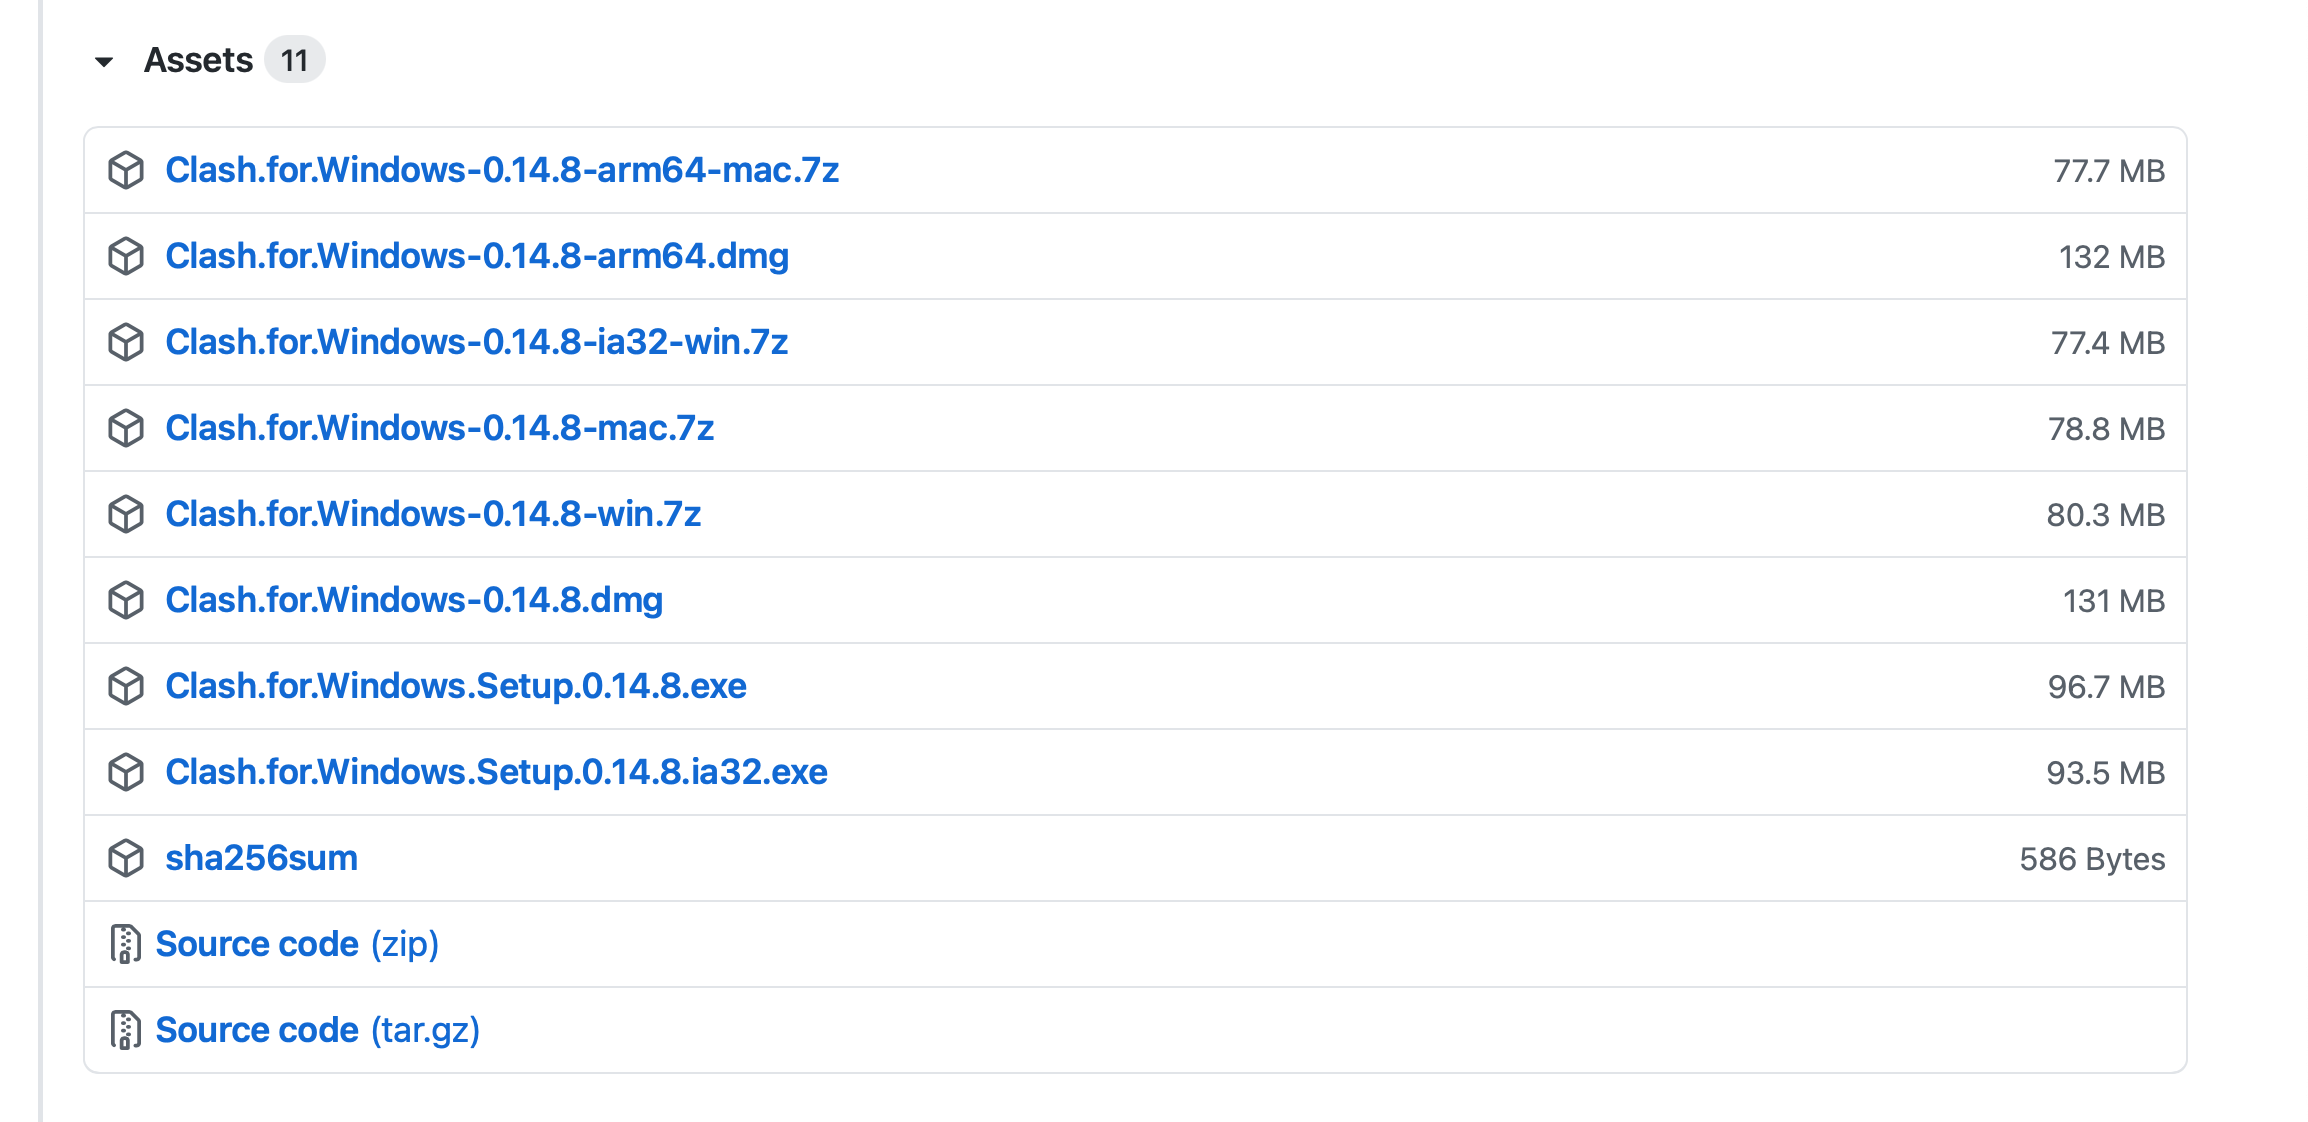 Assets 11
Clash.for.Windows-0.14.8-arm64-mac.7z 77.7 MB
Clash.for.Windows-0.14.8-arm64.dmg 132 MB
Clash.for.Windows-0.14.8-ia32-win.7z 77.4 MB
Clash.for.Windows-0.14.8-mac.7z 78.8 MB
Clash.for.Windows-0.14.8-win.7z 80.3 MB
Clash.for.Windows-0.14.8.dmg 131 MB
Clash.for.Windows.Setup.0.14.8.exe 96.7 MB
Clash.for.Windows.Setup.0.14.8.ia32.exe 93.5 MB
sha256sum 586 Bytes
Source code (zip)
Source code (tar.gz)